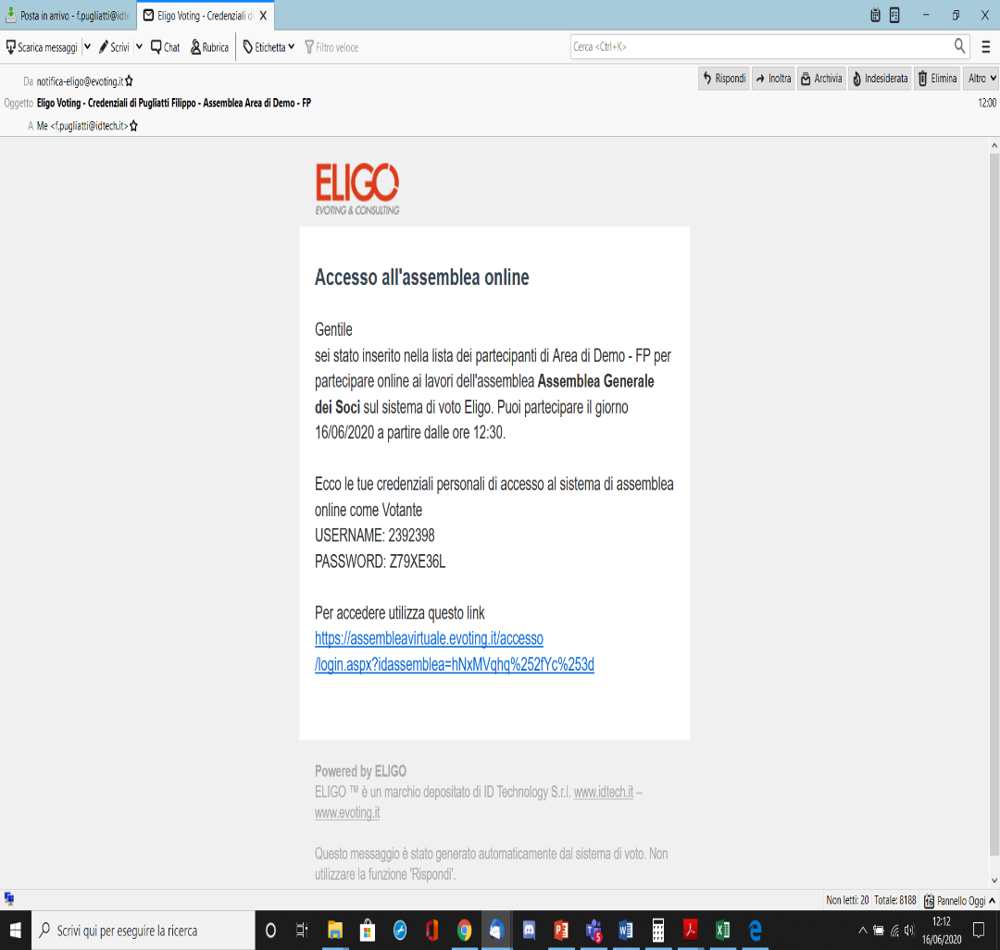 Posta in arrivo - f.pugliatti@idte
Eligo Voting - Credenziali di
Scarica messaggi
Scrivi
Chat
Rubrica
Etichetta
Filtro veloce
Cerca <Ctrl+K>
Da notifica-eligo@evoting.it
Rispondi
Inoltra
Archivia
Indesiderata
Elimina
Altro
Oggetto Eligo Voting - Credenziali di Pugliatti Filippo - Assemblea Area di Demo - FP
12:00
A Me <f.pugliatti@idtech.it>
ELIGO
EVOTING & CONSULTING
Accesso all'assemblea online
Gentile
sei stato inserito nella lista dei partecipanti di Area di Demo - FP per
partecipare online ai lavori dell'assemblea Assemblea Generale
dei Soci sul sistema di voto Eligo. Puoi partecipare il giorno
16/06/2020 a partire dalle ore 12:30.
Ecco le tue credenziali personali di accesso al sistema di assemblea
online come Votante
USERNAME: 2392398
PASSWORD: Z79XE36L
Per accedere utilizza questo link
https://assembleavirtuale.evoting.it/accesso
/login.aspx?idassemblea=hNxMVqhq%252fYc%253d
Powered by ELIGO
ELIGO ™ è un marchio depositato di ID Technology S.r.l. www.idtech.it –
www.evoting.it
Questo messaggio è stato generato automaticamente dal sistema di voto. Non
utilizzare la funzione 'Rispondi'.
Non letti: 20
Totale: 8188
16
Pannello Oggi
Scrivi qui per eseguire la ricerca
12:12
16/06/2020